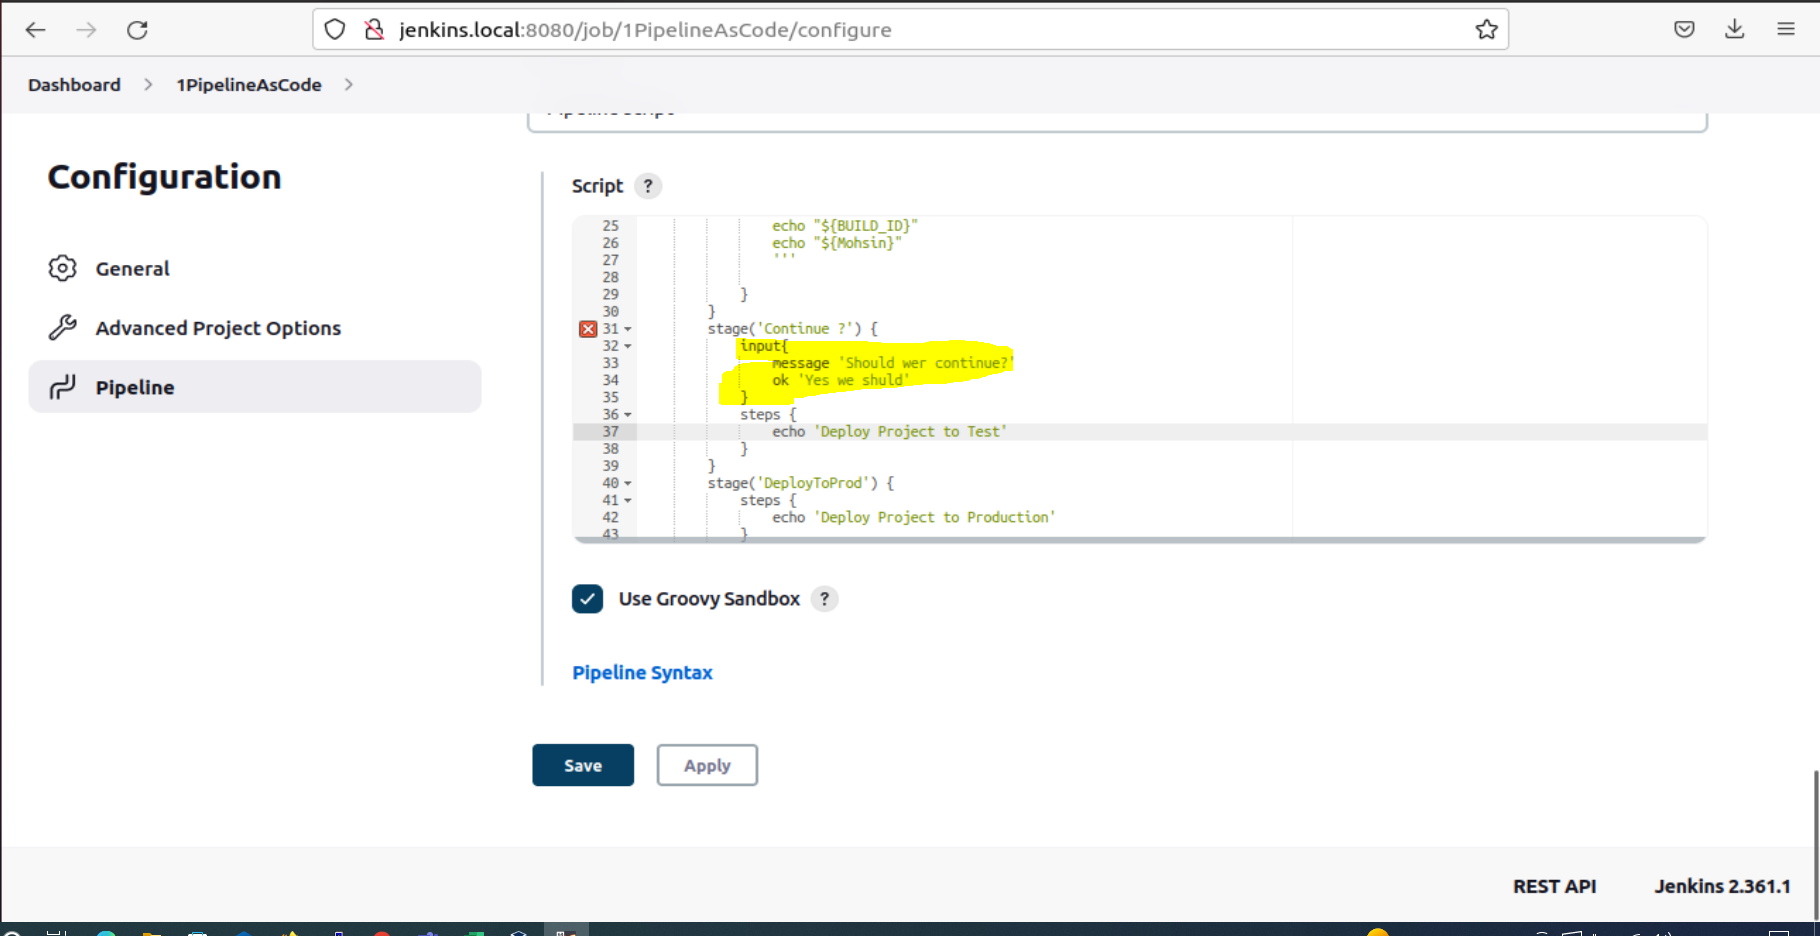 jenkins.local:8080/job/1PipelineAsCode/configure
Dashboard > 1PipelineAsCode >
Configuration
General
Advanced Project Options
Pipeline
Script ?
25 echo "${BUILD_ID}"
26 echo "${Mohsin}"
27 '''
28
29 }
30 }
31 stage('Continue ?') {
32 input{
33 message 'Should wer continue?'
34 ok 'Yes we shuld'
35 }
36 steps {
37 echo 'Deploy Project to Test'
38 }
39 }
40 stage('DeployToProd') {
41 steps {
42 echo 'Deploy Project to Production'
43 }
Use Groovy Sandbox ?
Pipeline Syntax
Save Apply
REST API Jenkins 2.361.1